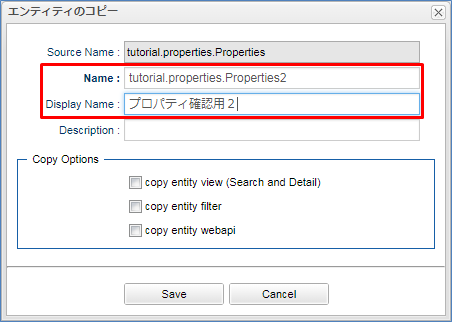 エンティティのコピー
Source Name : tutorial.properties.Properties
Name : tutorial.properties.Properties2
Display Name : プロパティ確認用２
Description :
Copy Options
copy entity view (Search and Detail)
copy entity filter
copy entity webapi
Save Cancel